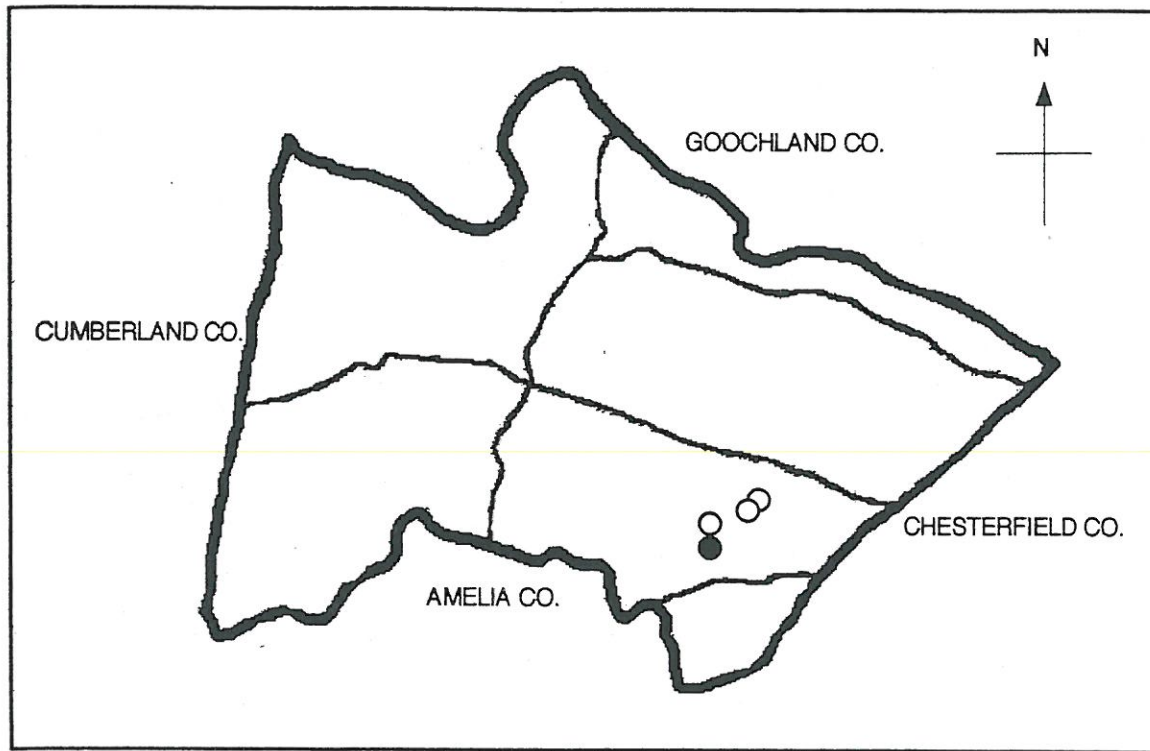 N
GOOCHLAND CO.
CUMBERLAND CO.
CHESTERFIELD CO.
AMELIA CO.